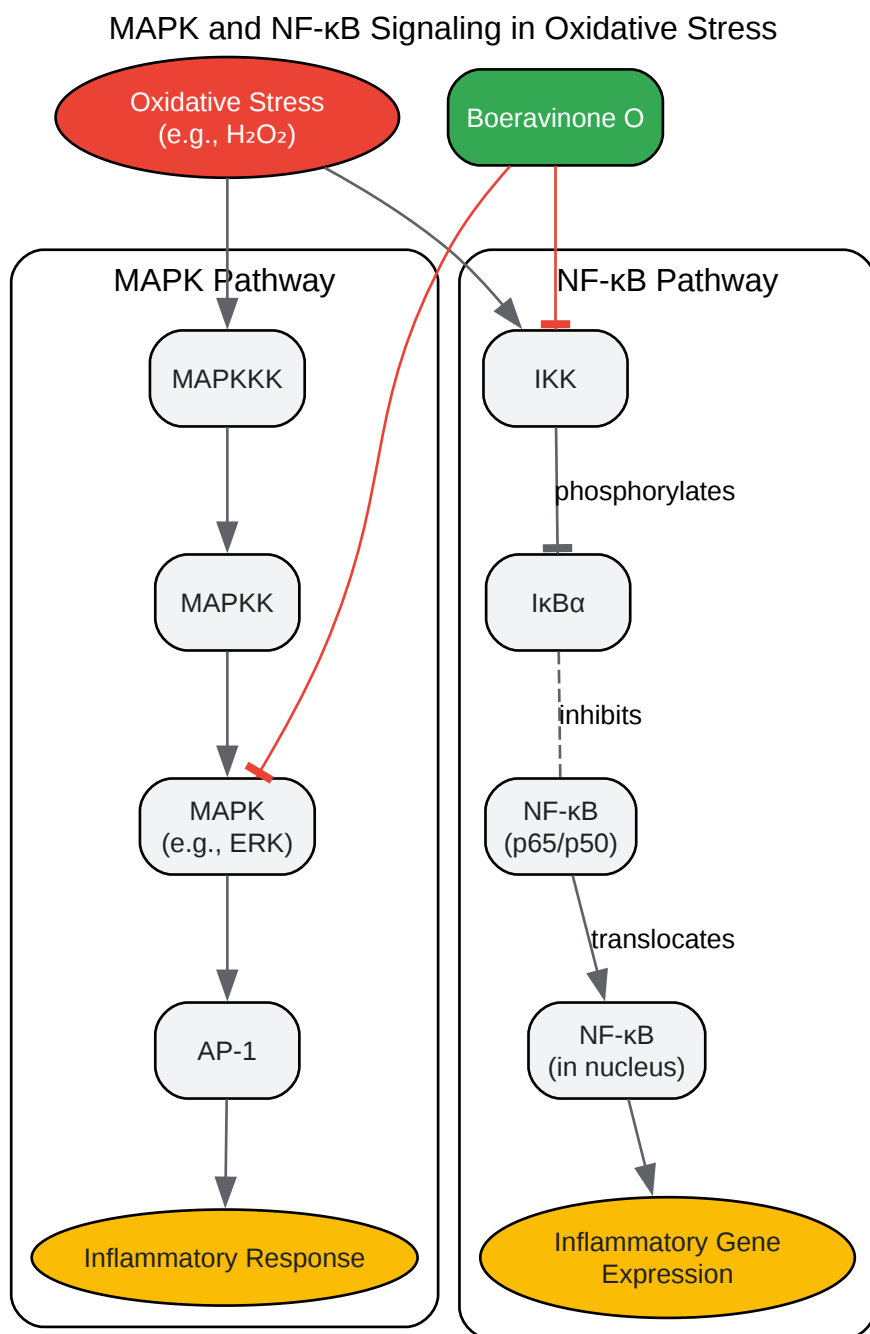 MAPK and NF-κB Signaling in Oxidative Stress
Oxidative Stress
(e.g., H₂O₂)
Boeravinone O
MAPK Pathway
NF-κB Pathway
MAPKKK
IKK
phosphorylates
MAPKK
IκBα
inhibits
MAPK
(e.g., ERK)
NF-κB
(p65/p50)
translocates
AP-1
NF-κB
(in nucleus)
Inflammatory Response
Inflammatory Gene
Expression